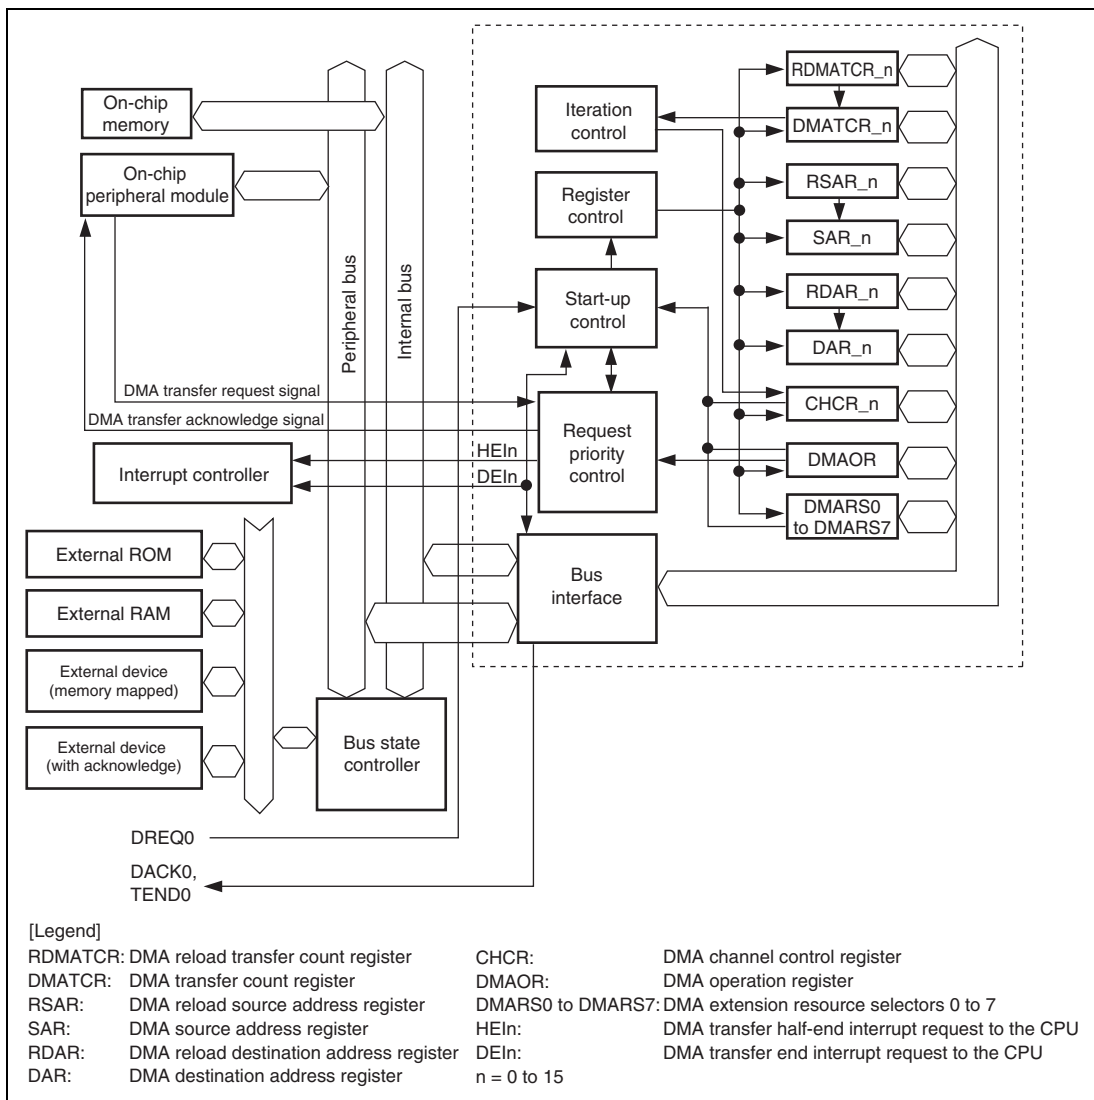 On-chip
memory
On-chip
peripheral module
Peripheral bus
Internal bus
DMA transfer request signal
DMA transfer acknowledge signal
Interrupt controller
HEIn
DEIn
External ROM
External RAM
External device
(memory mapped)
External device
(with acknowledge)
Bus state
controller
DREQ0
DACK0,
TEND0
Iteration
control
Register
control
Start-up
control
Request
priority
control
Bus
interface
RDMATCR_n
DMATCR_n
RSAR_n
SAR_n
RDAR_n
DAR_n
CHCR_n
DMAOR
DMARS0
to DMARS7
[Legend]
RDMATCR: DMA reload transfer count register
DMATCR: DMA transfer count register
RSAR: DMA reload source address register
SAR: DMA source address register
RDAR: DMA reload destination address register
DAR: DMA destination address register
CHCR: DMA channel control register
DMAOR: DMA operation register
DMARS0 to DMARS7: DMA extension resource selectors 0 to 7
HEIn: DMA transfer half-end interrupt request to the CPU
DEIn: DMA transfer end interrupt request to the CPU
n = 0 to 15